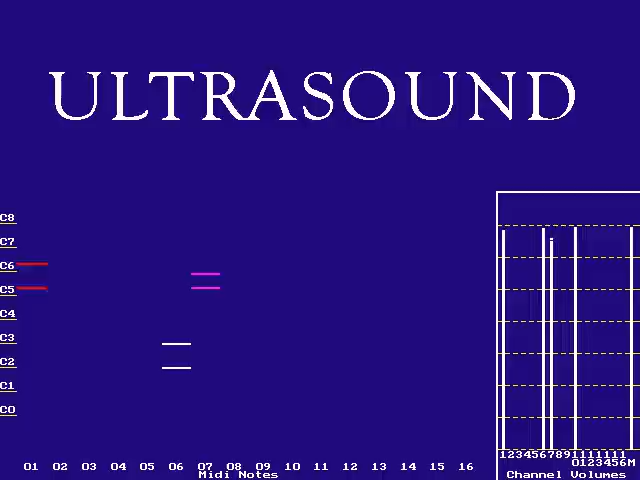 ULTRASOUND
C8
C7
C6
C5
C4
C3
C2
C1
C0
01 02 03 04 05 06 07 08 09 10 11 12 13 14 15 16
Midi Notes
1234567891111111
0123456M
Channel Volumes